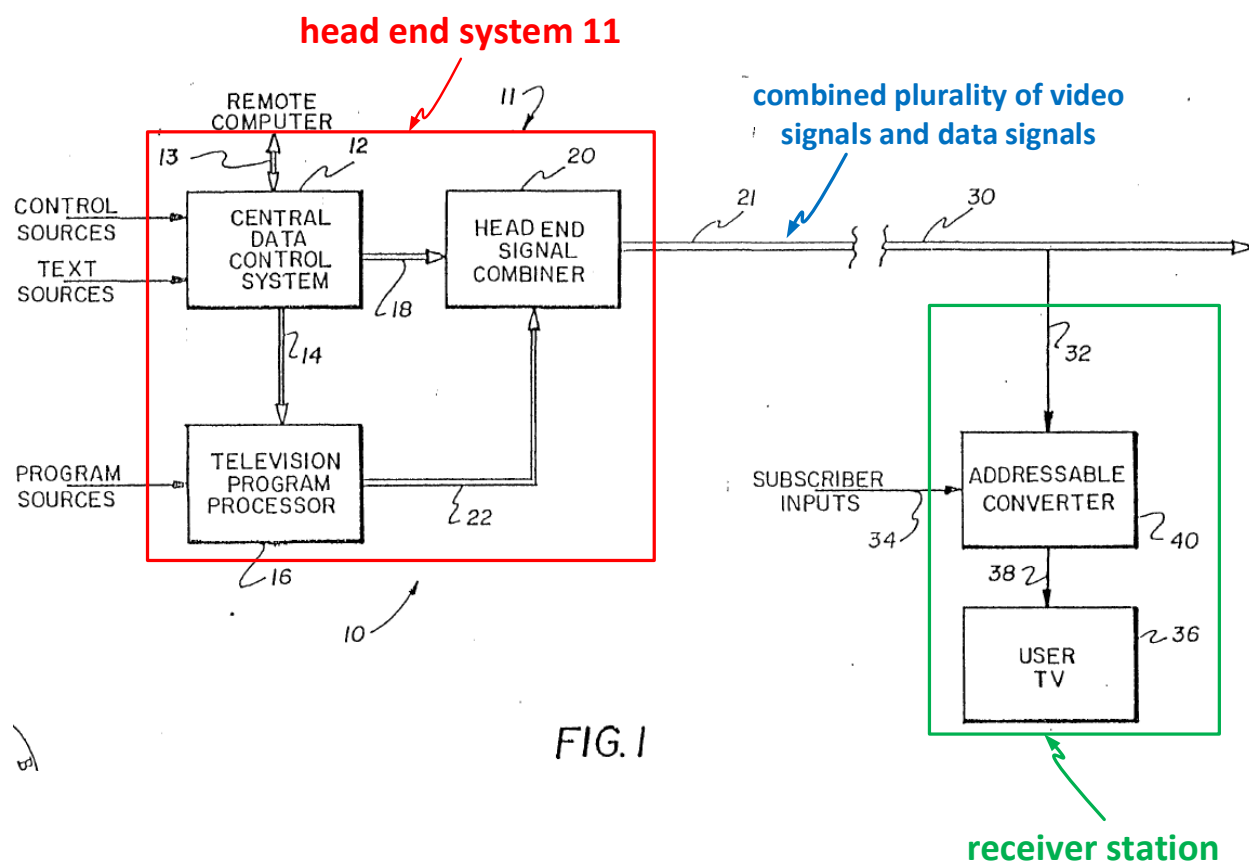 head end system 11
combined plurality of video
signals and data signals
REMOTE
COMPUTER
11
13
12
20
21
30
CONTROL
SOURCES
TEXT
SOURCES
CENTRAL
DATA
CONTROL
SYSTEM
HEAD END
SIGNAL
COMBINER
18
14
32
PROGRAM
SOURCES
TELEVISION
PROGRAM
PROCESSOR
22
16
SUBSCRIBER
INPUTS
34
ADDRESSABLE
CONVERTER
40
38
10
USER
TV
36
FIG. 1
receiver station